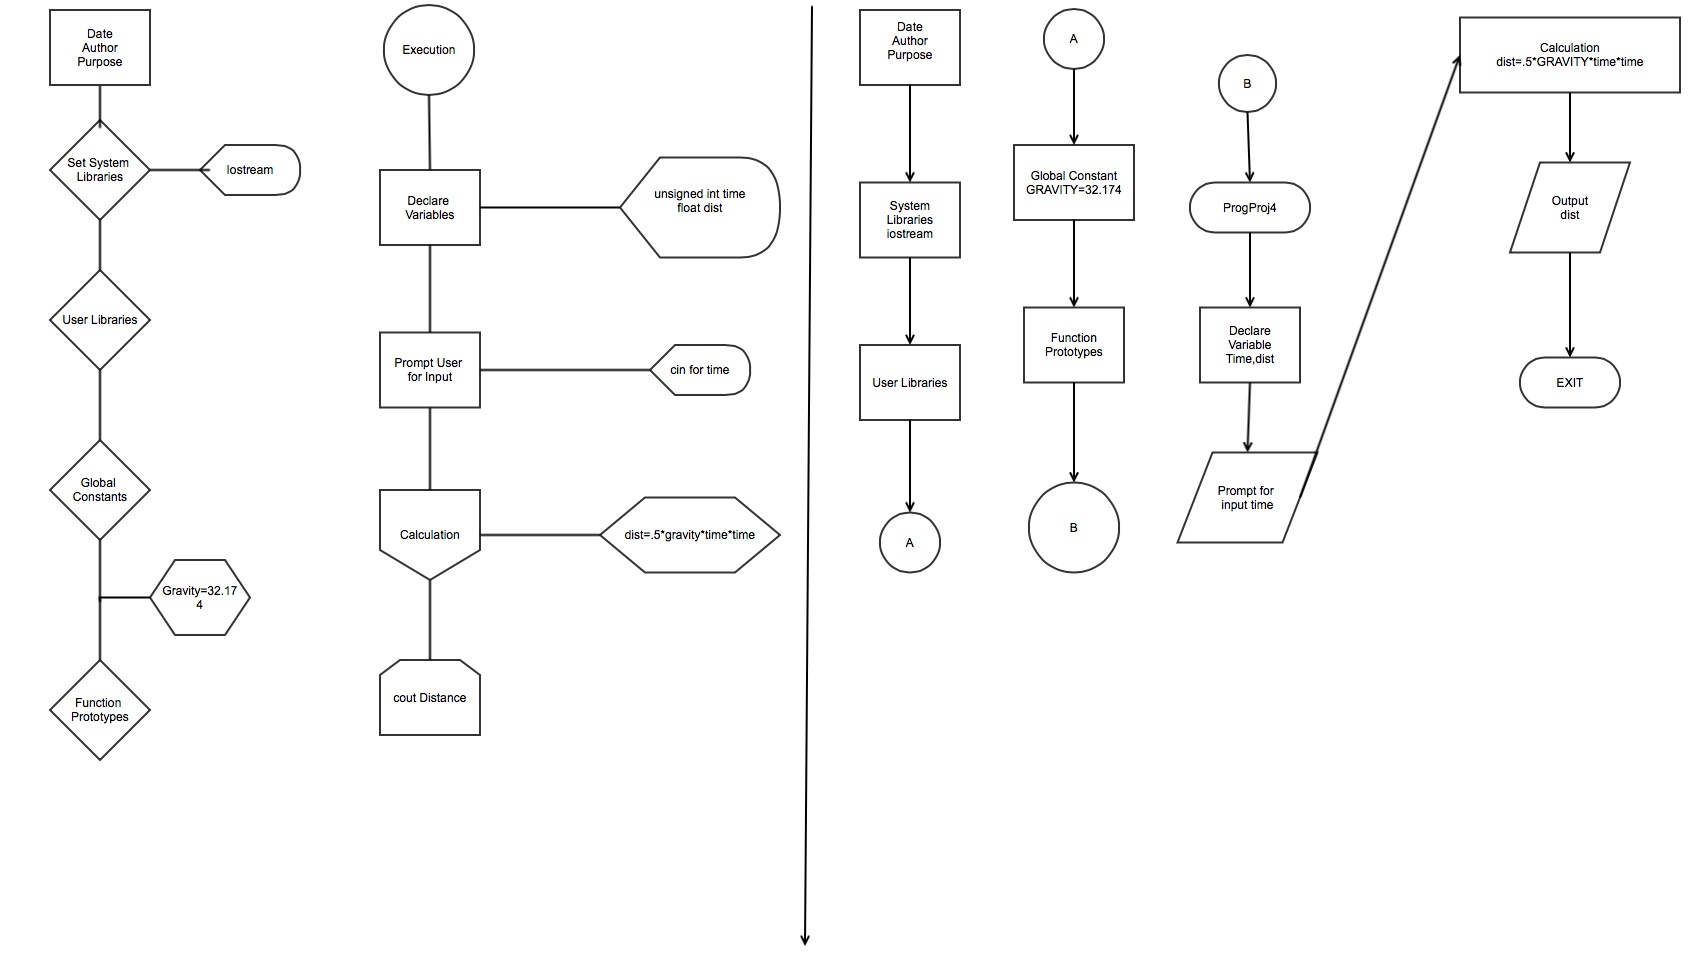 Date
Author
Purpose
Set System
Libraries
Iostream
User Libraries
Global
Constants
Gravity=32.17
4
Function
Prototypes
Execution
Declare
Variables
unsigned int time
float dist
Prompt User
for Input
cin for time
Calculation
dist=.5*gravity*time*time
cout Distance
Date
Author
Purpose
System
Libraries
iostream
User Libraries
A
A
Global Constant
GRAVITY=32.174
Function
Prototypes
B
B
ProgProj4
Declare
Variable
Time,dist
Prompt for
input time
Calculation
dist=.5*GRAVITY*time*time
Output
dist
EXIT